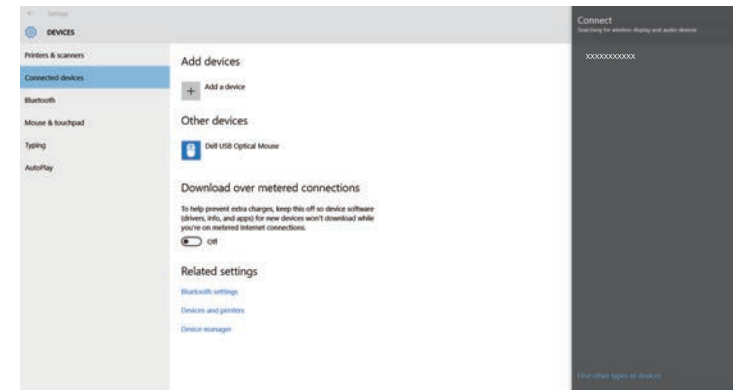 Settings
DEVICES
Printers & scanners
Connected devices
Bluetooth
Mouse & touchpad
Typing
AutoPlay
Add devices
Add a device
Other devices
Dell USB Optical Mouse
Download over metered connections
To help prevent extra charges, keep this off so device software
(drivers, info, and apps) for new devices won't download while
you're on metered Internet connections.
Off
Related settings
Bluetooth settings
Devices and printers
Device manager
Connect
Searching for wireless display and audio devices
xxxxxxxxxxx
Find other types of devices